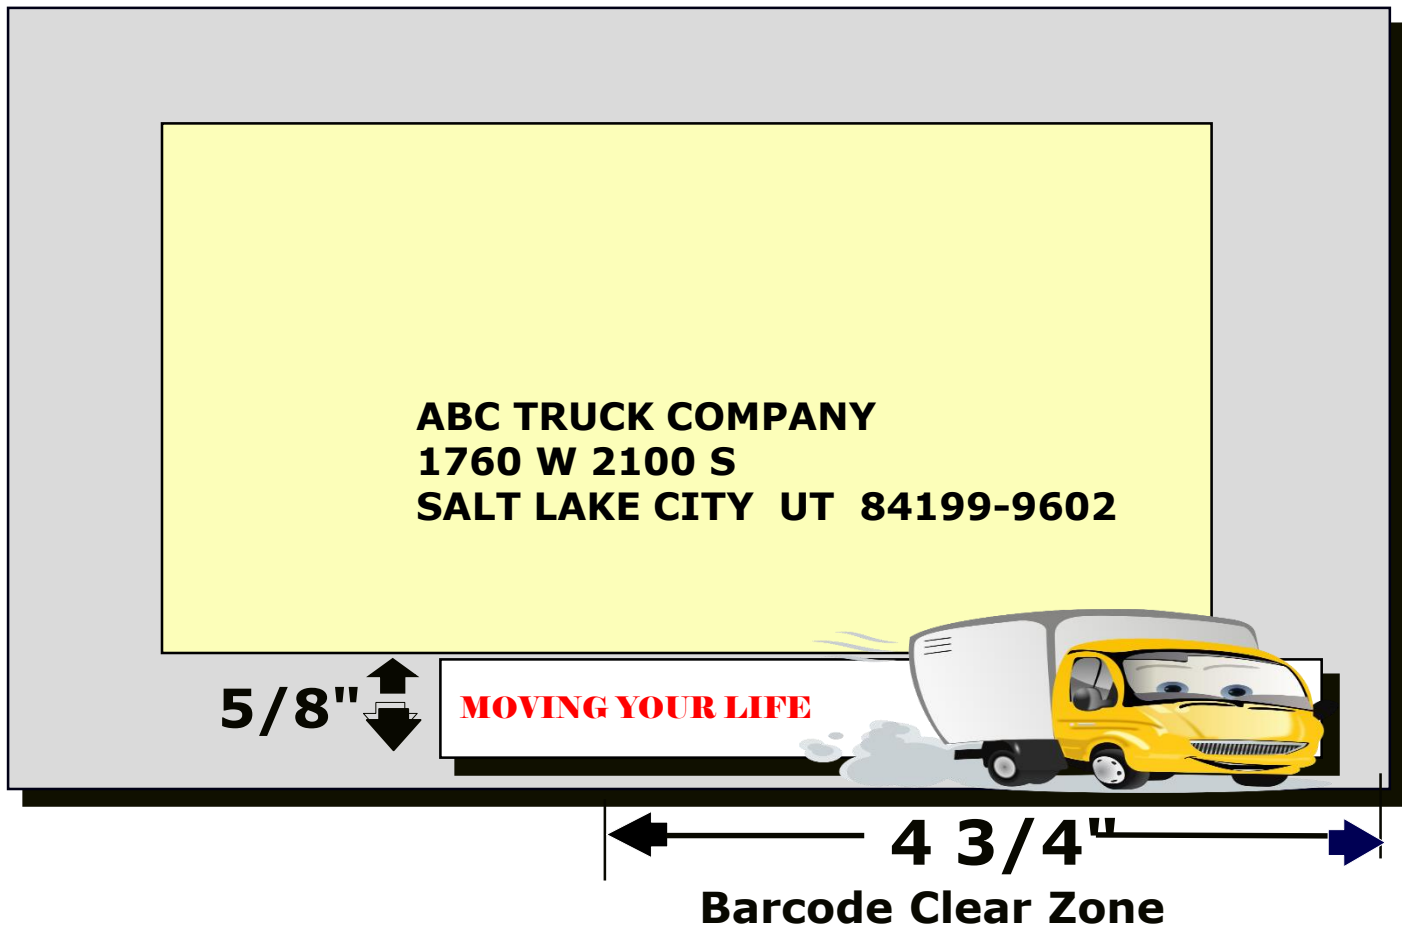 ABC TRUCK COMPANY
1760 W 2100 S
SALT LAKE CITY  UT  84199-9602
5/8"
MOVING YOUR LIFE
4 3/4"
Barcode Clear Zone